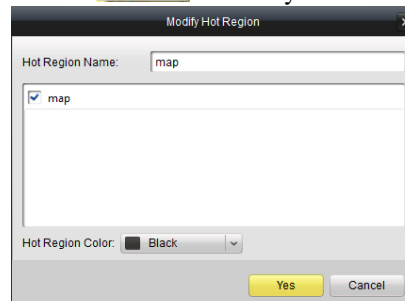 Modify Hot Region
Hot Region Name: map
map
Hot Region Color: Black
Yes Cancel